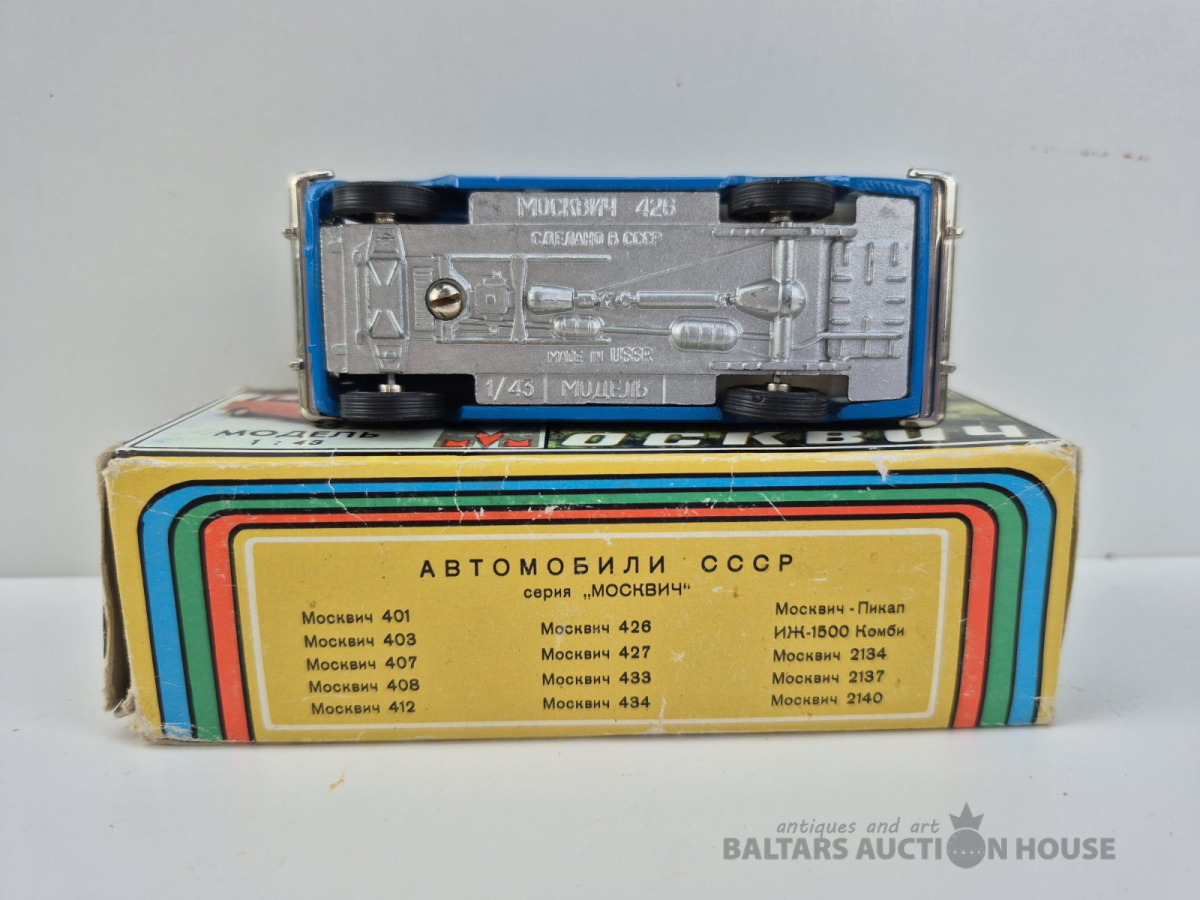 МОСКВИЧ 426
СДЕЛАНО В СССР
MADE IN USSR
1/43 МОДЕЛЬ
МОДЕЛЬ
1:43
москвич
АВТОМОБИЛИ СССР
серия „МОСКВИЧ“
Москвич 401
Москвич 403
Москвич 407
Москвич 408
Москвич 412
Москвич 426
Москвич 427
Москвич 433
Москвич 434
Москвич - Пикап
ИЖ-1500 Комби
Москвич 2134
Москвич 2137
Москвич 2140
antiques and art
BALTARS AUCTION HOUSE